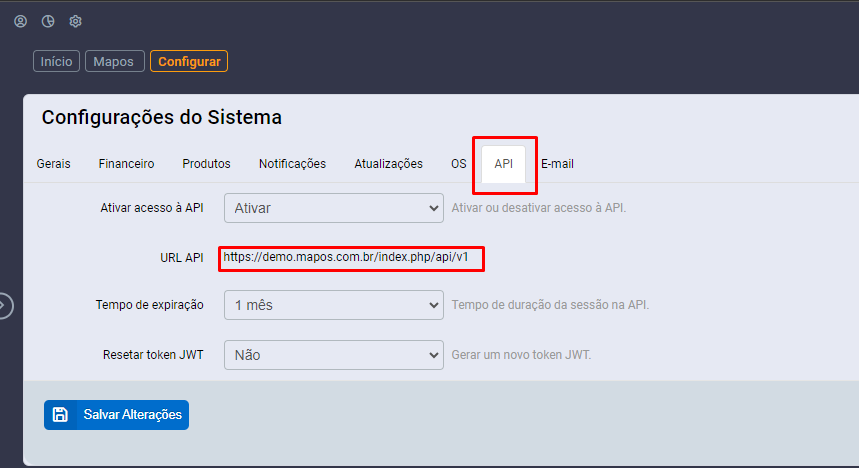 Início Mapos Configurar
Configurações do Sistema
Gerais Financeiro Produtos Notificações Atualizações OS API E-mail
Ativar acesso à API Ativar Ativar ou desativar acesso à API.
URL API https://demo.mapos.com.br/index.php/api/v1
Tempo de expiração 1 mês Tempo de duração da sessão na API.
Resetar token JWT Não Gerar um novo token JWT.
Salvar Alterações